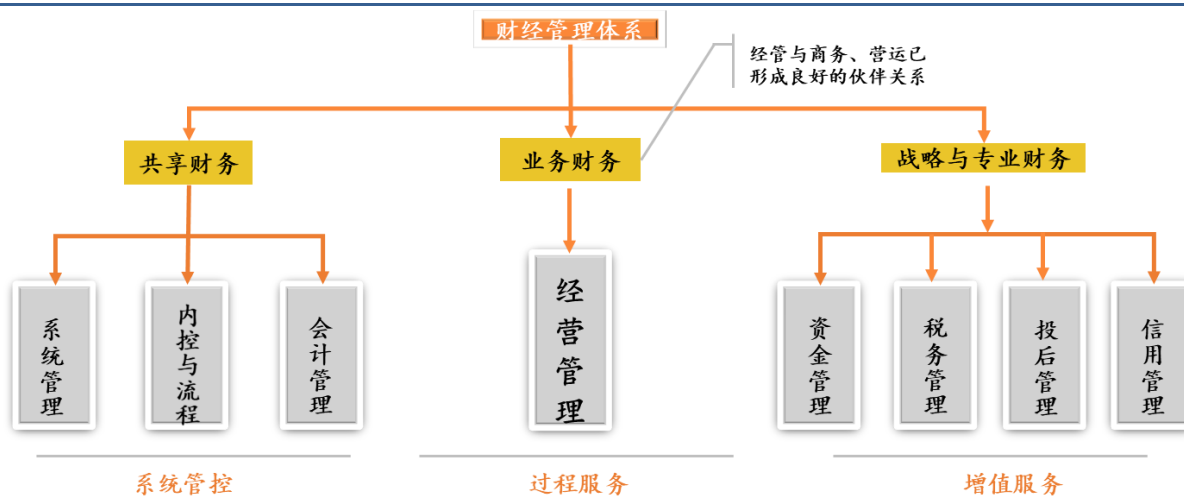 财经管理体系
经管与商务、营运已
形成良好的伙伴关系
共享财务
业务财务
战略与专业财务
系统管理
内控与流程
会计管理
经营管理
资金管理
税务管理
投后管理
信用管理
系统管控
过程服务
增值服务